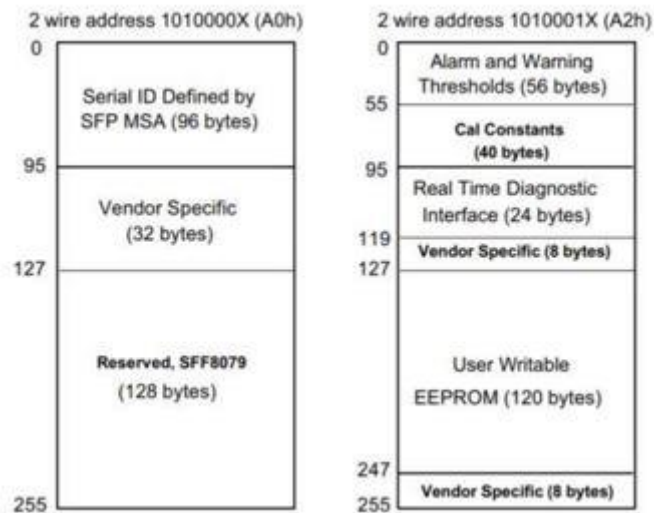 2 wire address 1010000X (A0h)
0
Serial ID Defined by
SFP MSA (96 bytes)
95
Vendor Specific
(32 bytes)
127
Reserved, SFF8079
(128 bytes)
255
2 wire address 1010001X (A2h)
0
Alarm and Warning
Thresholds (56 bytes)
55
Cal Constants
(40 bytes)
95
Real Time Diagnostic
Interface (24 bytes)
119
Vendor Specific (8 bytes)
127
User Writable
EEPROM (120 bytes)
247
Vendor Specific (8 bytes)
255